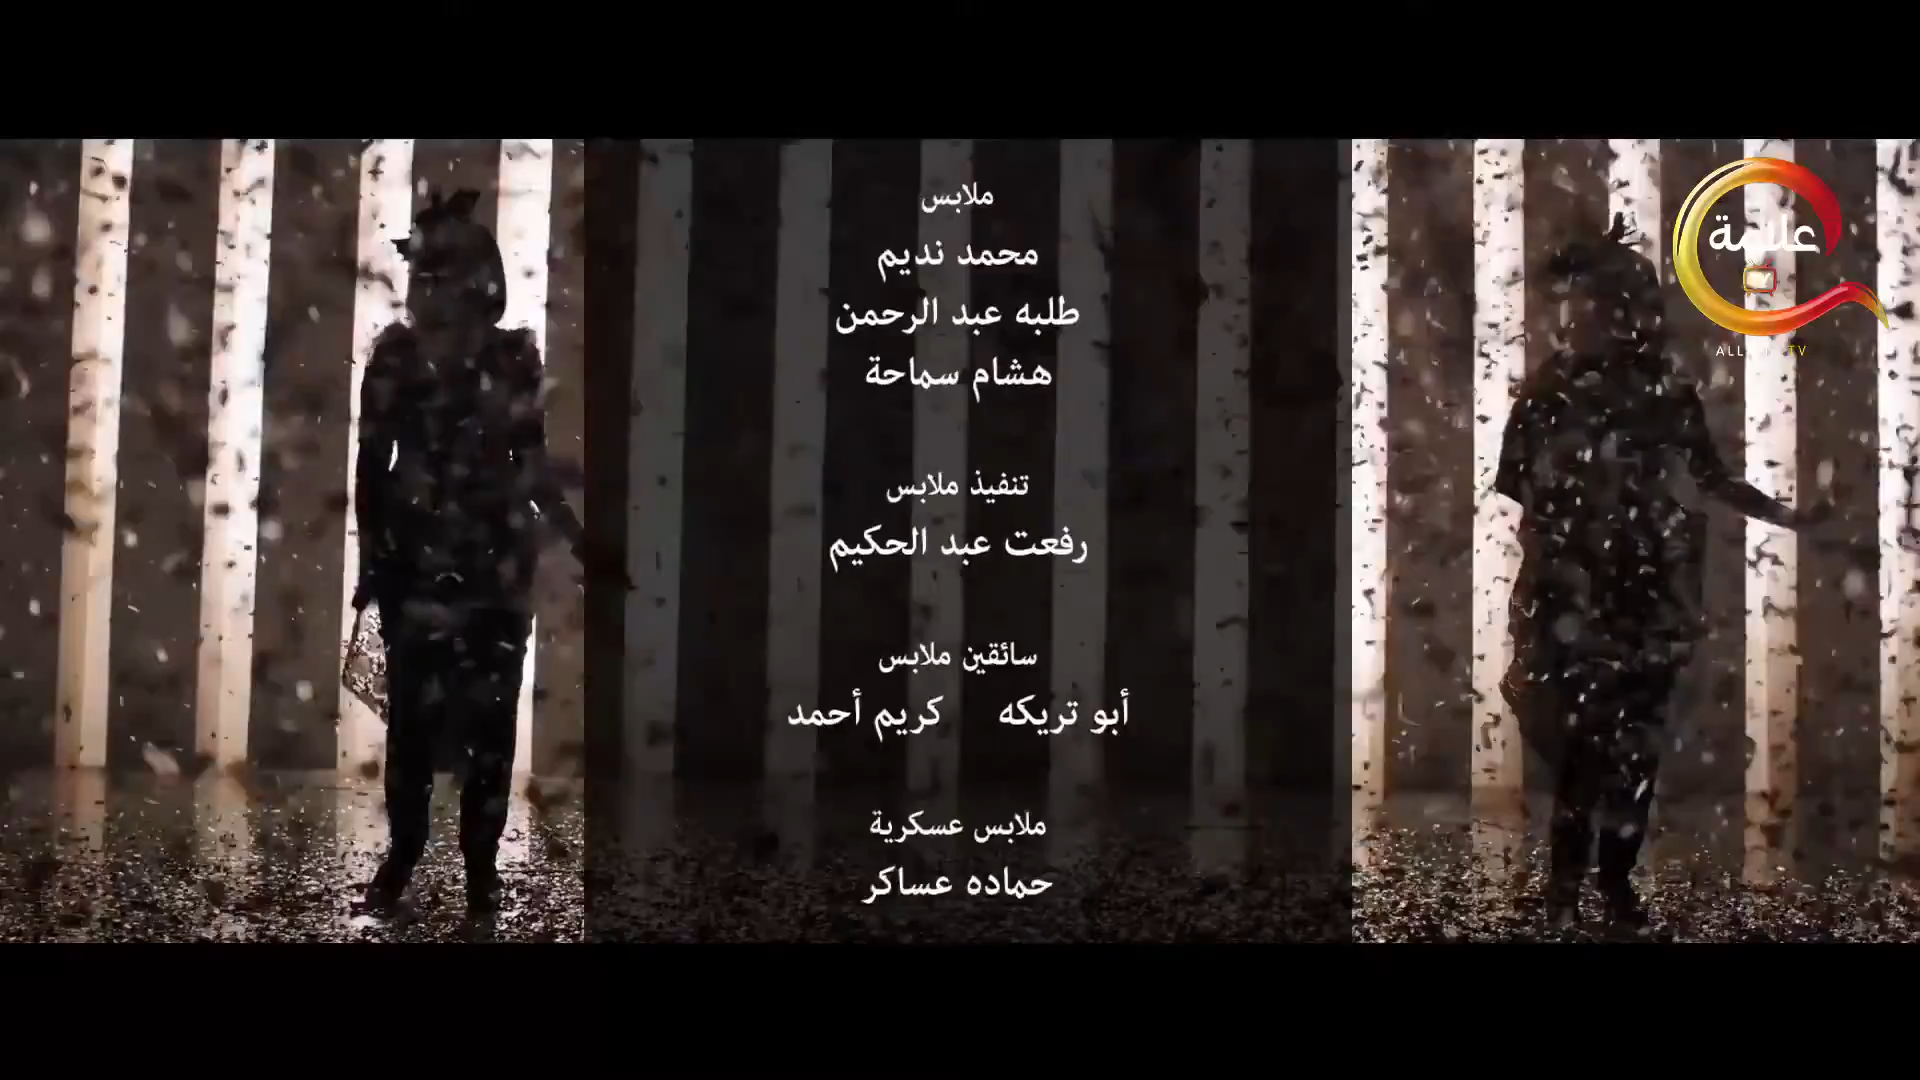 ملابس
محمد نديم
طلبه عبد الرحمن
هشام سماحة
تنفيذ ملابس
رفعت عبد الحكيم
سائقين ملابس
أبو تريكه كريم أحمد
ملابس عسكرية
حماده عساكر
علامة
TV